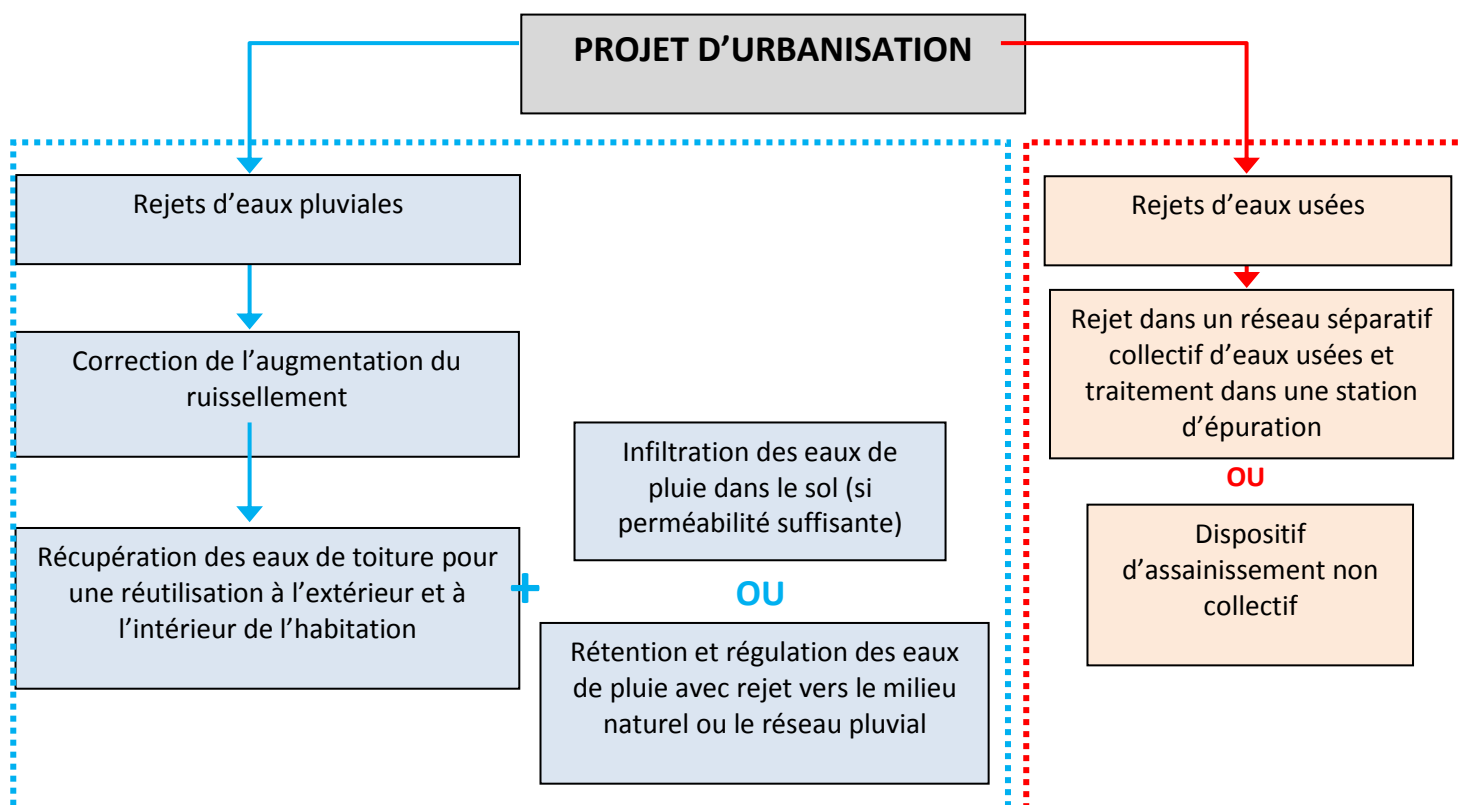 PROJET D’URBANISATION
Rejets d’eaux pluviales
Correction de l’augmentation du
ruissellement
Récupération des eaux de toiture pour
une réutilisation à l’extérieur et à
l’intérieur de l’habitation
+
Infiltration des eaux de
pluie dans le sol (si
perméabilité suffisante)
OU
Rétention et régulation des eaux
de pluie avec rejet vers le milieu
naturel ou le réseau pluvial
Rejets d’eaux usées
Rejet dans un réseau séparatif
collectif d’eaux usées et
traitement dans une station
d’épuration
OU
Dispositif
d’assainissement non
collectif